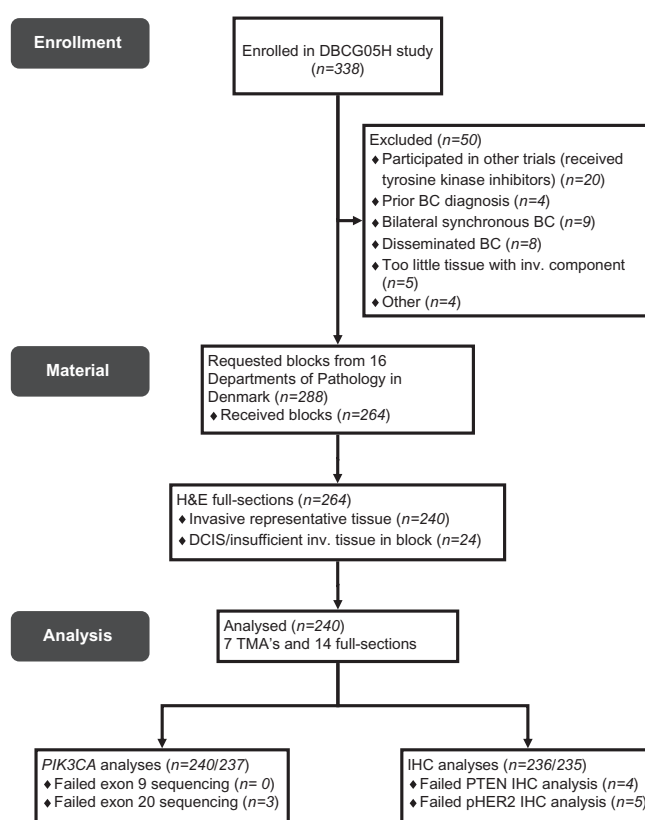 Enrollment
Enrolled in DBCG05H study
(n=338)
Excluded (n=50)
♦ Participated in other trials (received
tyrosine kinase inhibitors) (n=20)
♦ Prior BC diagnosis (n=4)
♦ Bilateral synchronous BC (n=9)
♦ Disseminated BC (n=8)
♦ Too little tissue with inv. component
(n=5)
♦ Other (n=4)
Material
Requested blocks from 16
Departments of Pathology in
Denmark (n=288)
♦ Received blocks (n=264)
H&E full-sections (n=264)
♦ Invasive representative tissue (n=240)
♦ DCIS/insufficient inv. tissue in block (n=24)
Analysis
Analysed (n=240)
7 TMA's and 14 full-sections
PIK3CA analyses (n=240/237)
♦ Failed exon 9 sequencing (n= 0)
♦ Failed exon 20 sequencing (n=3)
IHC analyses (n=236/235)
♦ Failed PTEN IHC analysis (n=4)
♦ Failed pHER2 IHC analysis (n=5)